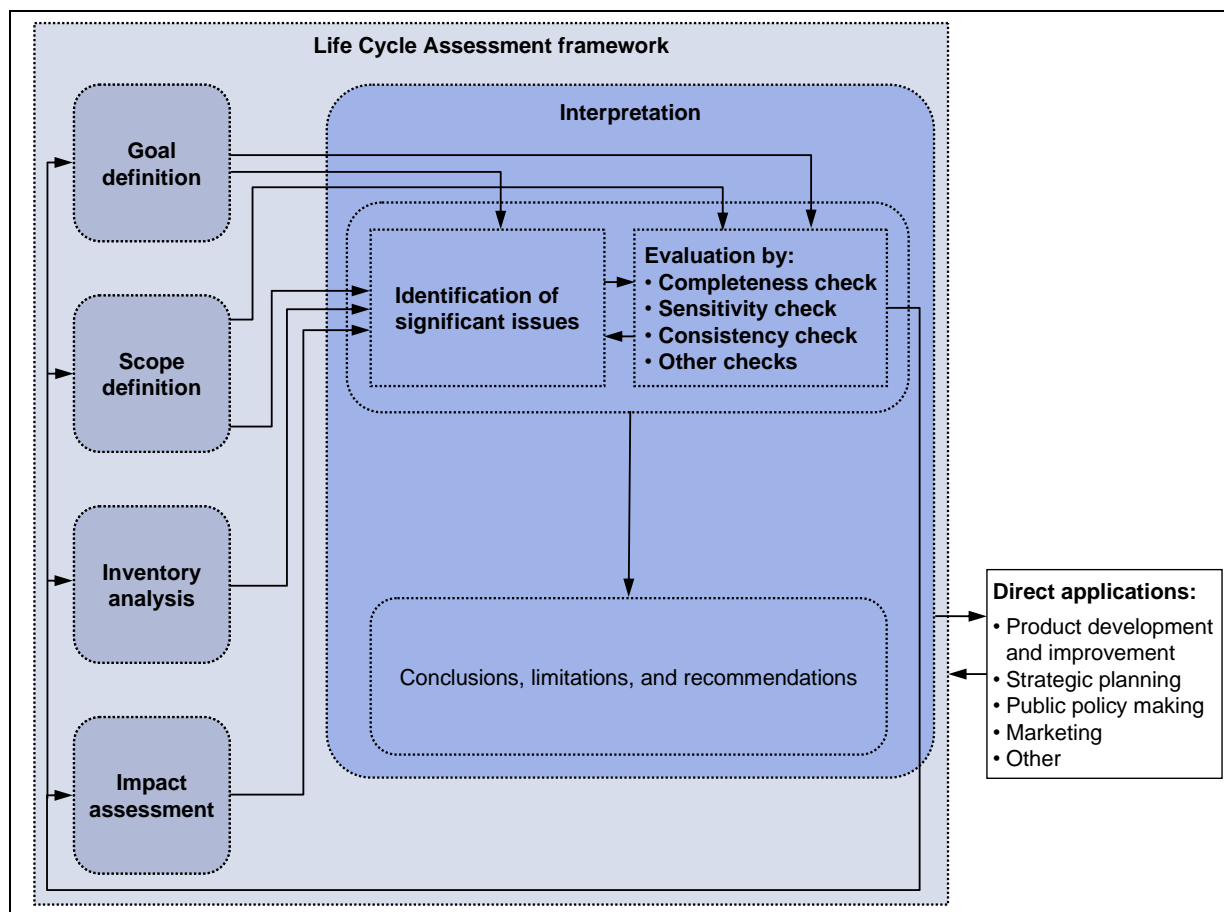 Life Cycle Assessment framework
Goal
definition
Scope
definition
Inventory
analysis
Impact
assessment
Interpretation
Identification of
significant issues
Evaluation by:
• Completeness check
• Sensitivity check
• Consistency check
• Other checks
Conclusions, limitations, and recommendations
Direct applications:
• Product development
and improvement
• Strategic planning
• Public policy making
• Marketing
• Other